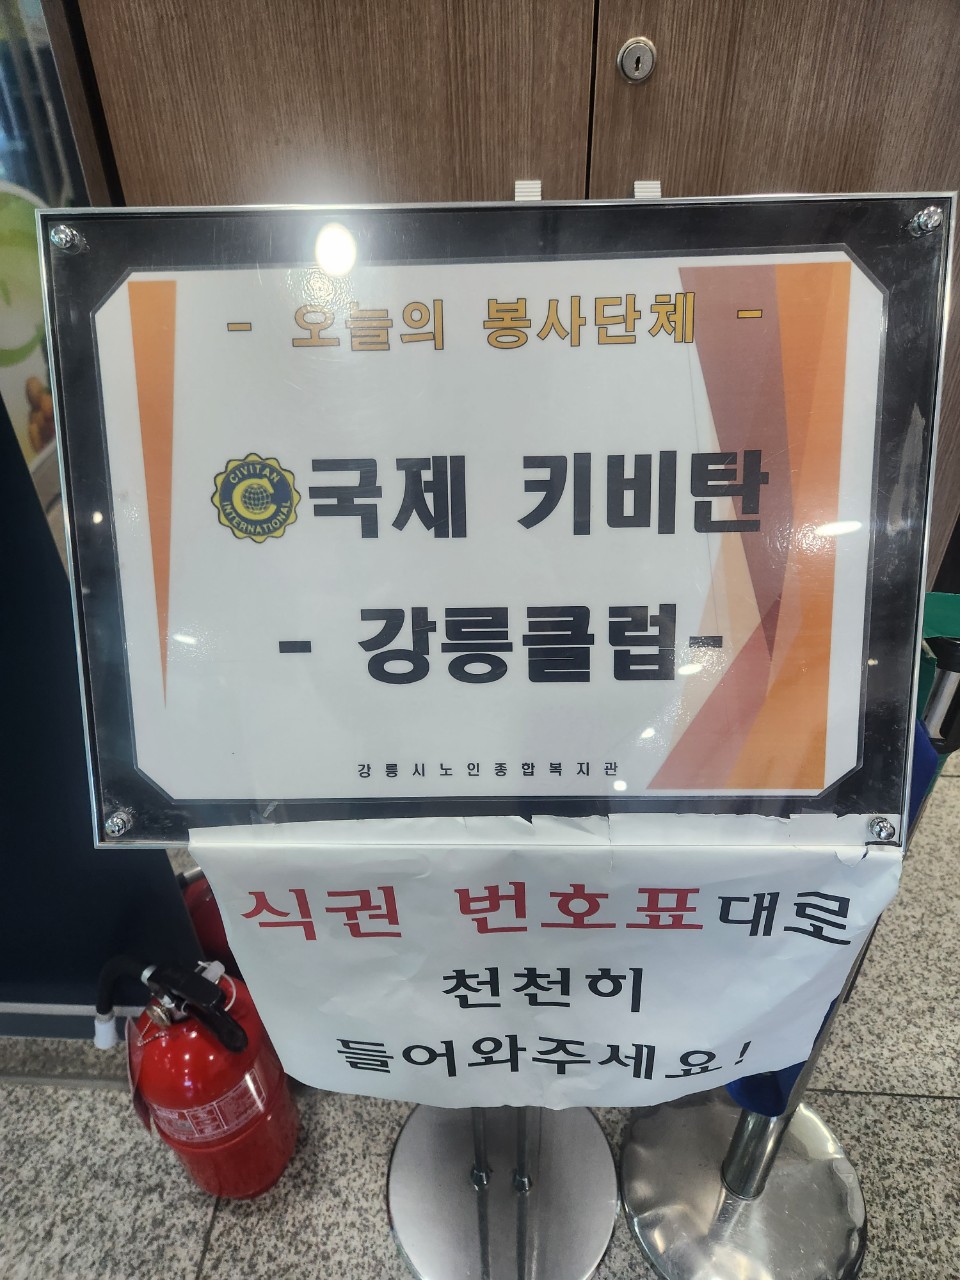 - 오늘의 봉사단체 -
CIVITAN INTERNATIONAL
국제 키비탄
- 강릉클럽-
강릉시노인종합복지관
식권 번호표대로
천천히
들어와주세요!